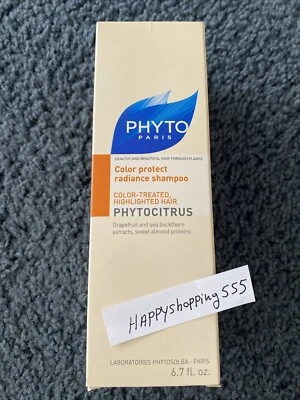 PHYTO
PARIS
HEALTHY AND BEAUTIFUL HAIR THROUGH PLANTS
Color protect
radiance shampoo
COLOR-TREATED,
HIGHLIGHTED HAIR
PHYTOCITRUS
Grapefruit and sea buckthorn
extracts, sweet almond proteins
HAPPYshopping555
LABORATOIRES PHYTOSOLBA - PARIS
6.7 fl. oz.